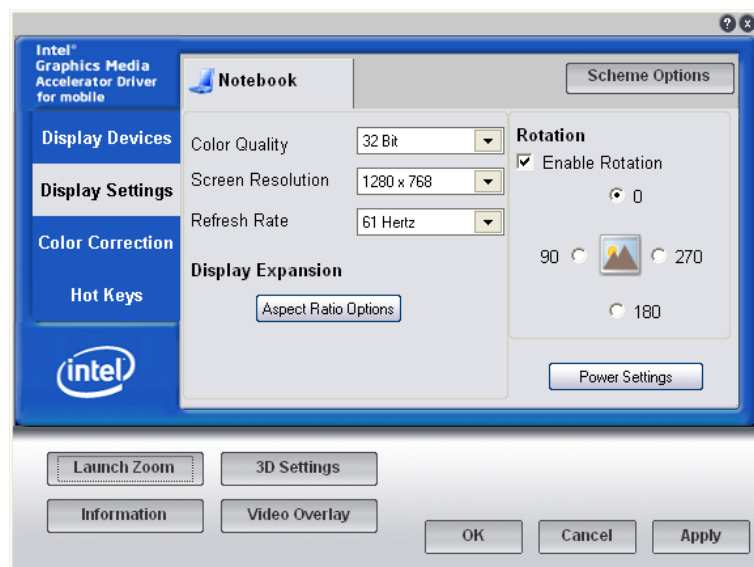 Intel®
Graphics Media
Accelerator Driver
for mobile
Notebook
Scheme Options
Display Devices
Display Settings
Color Correction
Hot Keys
intel
Color Quality
32 Bit
Screen Resolution
1280 x 768
Refresh Rate
61 Hertz
Display Expansion
Aspect Ratio Options
Rotation
Enable Rotation
0
90
270
180
Power Settings
Launch Zoom
3D Settings
Information
Video Overlay
OK
Cancel
Apply